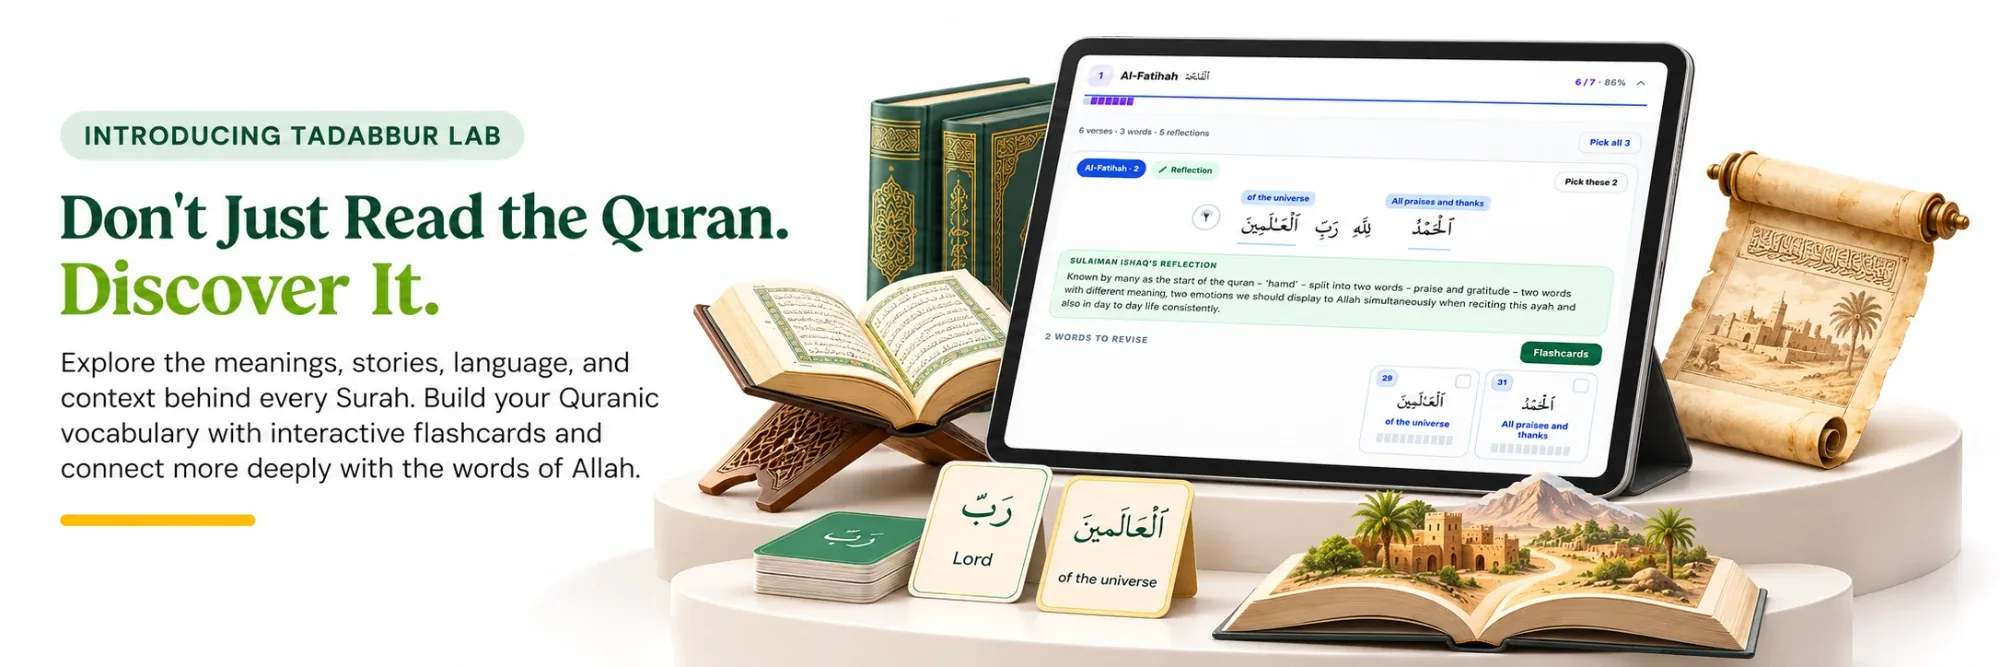 INTRODUCING TADABBUR LAB
Don't Just Read the Quran.
Discover It.
Explore the meanings, stories, language, and
context behind every Surah. Build your Quranic
vocabulary with interactive flashcards and
connect more deeply with the words of Allah.
1 Al-Fatihah
6/7 · 86%
6 verses · 3 words · 5 reflections
Pick all 3
Al-Fatihah · 2
Reflection
Pick these 2
of the universe
All praises and thanks
ٱلْحَمْدُ لِلَّهِ رَبِّ ٱلْعَـٰلَمِينَ ٢
SULAIMAN ISHAQ'S REFLECTION
Known by many as the start of the quran – 'hamd' – split into two words – praise and gratitude – two words
with different meaning, two emotions we should display to Allah simultaneously when reciting this ayah and
also in day to day life consistently.
2 WORDS TO REVISE
Flashcards
29
ٱلْعَـٰلَمِينَ
of the universe
31
ٱلْحَمْدُ
All praises and
thanks
رَبِّ
رَبِّ
Lord
ٱلْعَالَمينَ
of the universe